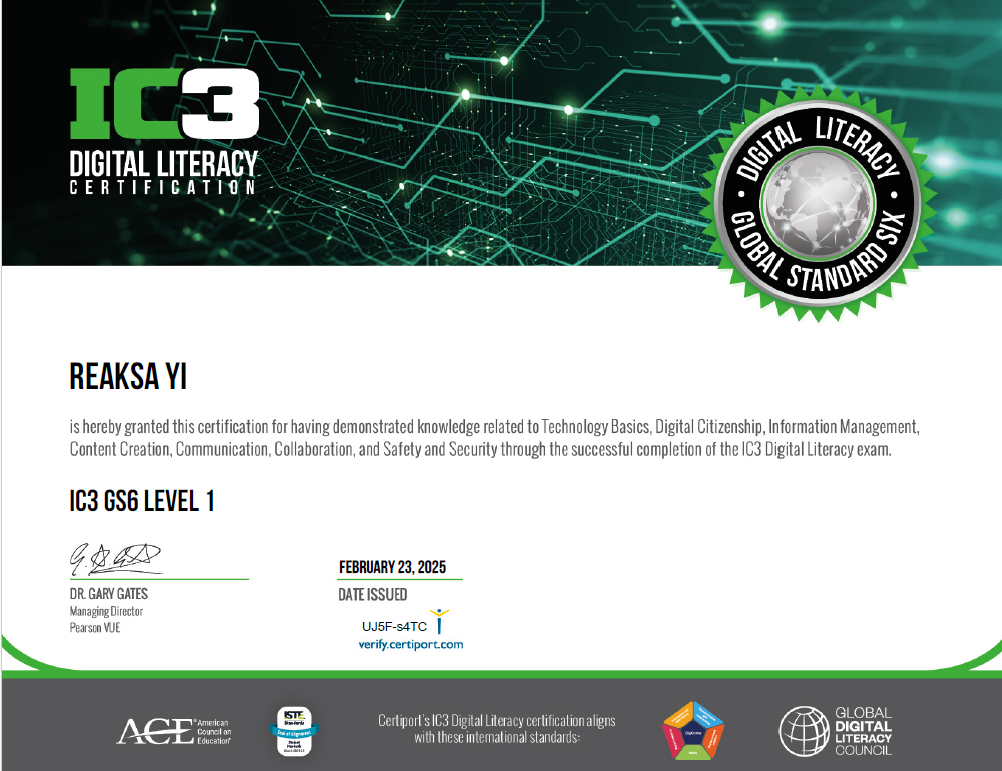 IC3
DIGITAL LITERACY
CERTIFICATION
DIGITAL LITERACY
GLOBAL STANDARD SIX
REAKSA YI
is hereby granted this certification for having demonstrated knowledge related to Technology Basics, Digital Citizenship, Information Management,
Content Creation, Communication, Collaboration, and Safety and Security through the successful completion of the IC3 Digital Literacy exam.
IC3 GS6 LEVEL 1
DR. GARY GATES
Managing Director
Pearson VUE
FEBRUARY 23, 2025
DATE ISSUED
UJ5F-s4TC
verify.certiport.com
ACE®
American
Council on
Education®
ISTE
Standards
Seal of Alignment
Certiport's IC3 Digital Literacy certification aligns
with these international standards:
DigComp
GLOBAL
DIGITAL
LITERACY
COUNCIL